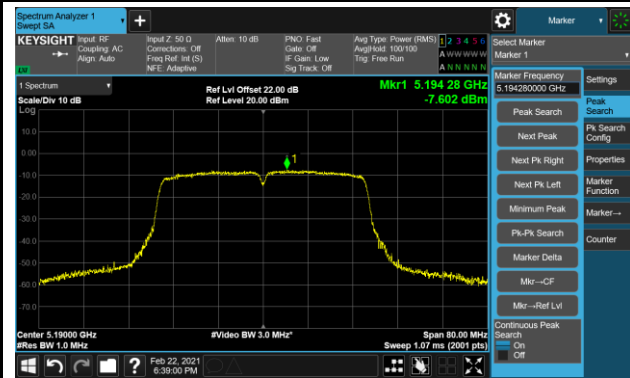 Spectrum Analyzer 1
Swept SA
+
Marker
KEYSIGHT
Input: RF
Coupling: AC
Align: Auto
Input Z: 50 Ω
Corrections: Off
Freq Ref: Int (S)
NFE: Adaptive
Atten: 10 dB
PNO: Fast
Gate: Off
IF Gain: Low
Sig Track: Off
Avg Type: Power (RMS)
Avg|Hold: 100/100
Trig: Free Run
1 2 3 4 5 6
A W W W W W
A N N N N N
Select Marker
Marker 1
1 Spectrum
Scale/Div 10 dB
Log
Ref Lvl Offset 22.00 dB
Ref Level 20.00 dBm
Mkr1 5.194 28 GHz
-7.602 dBm
10.0
0.00
-10.0
-20.0
-30.0
-40.0
-50.0
-60.0
-70.0
1
Center 5.19000 GHz
#Res BW 1.0 MHz
#Video BW 3.0 MHz*
Span 80.00 MHz
Sweep 1.07 ms (2001 pts)
Feb 22, 2021
6:39:00 PM
Marker Frequency
5.194280000 GHz
Peak Search
Next Peak
Next Pk Right
Next Pk Left
Minimum Peak
Pk-Pk Search
Marker Delta
Mkr→CF
Mkr→Ref Lvl
Continuous Peak
Search
On
Off
Settings
Peak
Search
Pk Search
Config
Properties
Marker
Function
Marker→
Counter